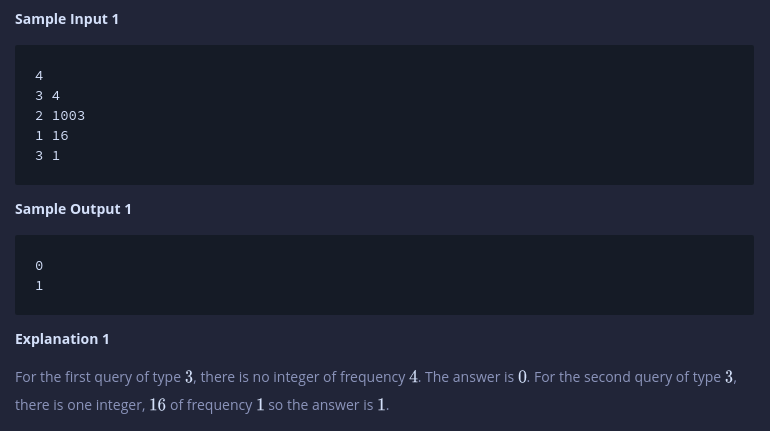 Sample Input 1
4
3 4
2 1003
1 16
3 1
Sample Output 1
0
1
Explanation 1
For the first query of type 3, there is no integer of frequency 4. The answer is 0. For the second query of type 3,
there is one integer, 16 of frequency 1 so the answer is 1.